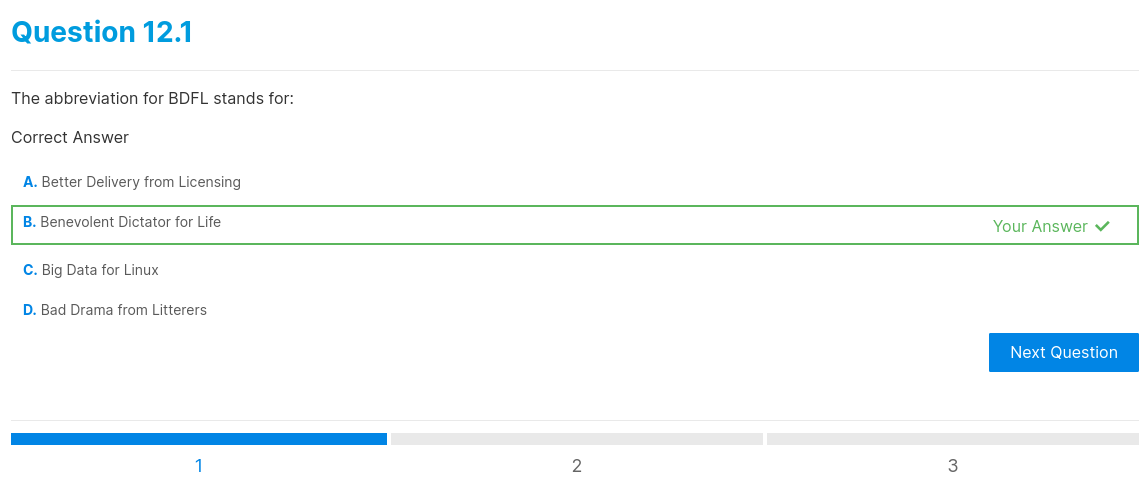 Question 12.1
The abbreviation for BDFL stands for:
Correct Answer
A. Better Delivery from Licensing
B. Benevolent Dictator for Life
Your Answer ✔
C. Big Data for Linux
D. Bad Drama from Litterers
Next Question
1 2 3